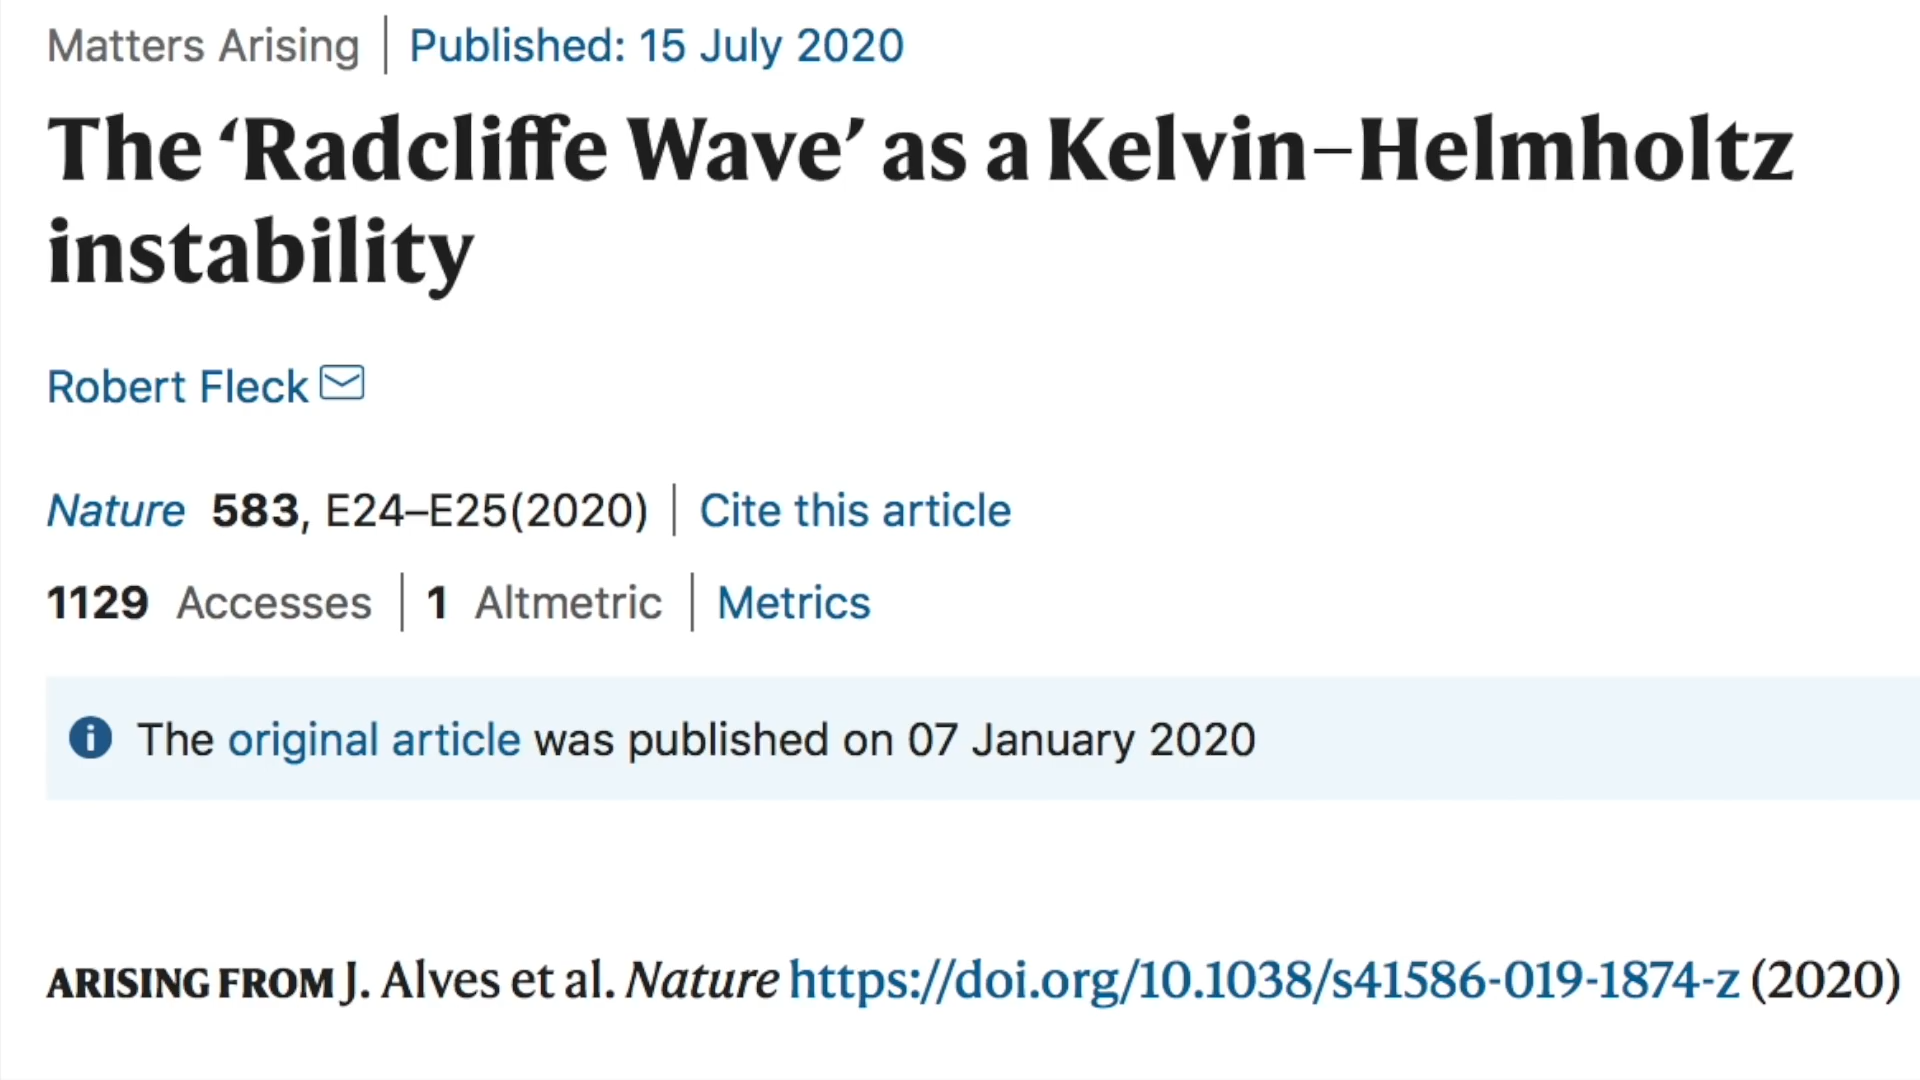 Matters Arising | Published: 15 July 2020
The ‘Radcliffe Wave’ as a Kelvin–Helmholtz
instability
Robert Fleck
Nature 583, E24–E25(2020) | Cite this article
1129 Accesses | 1 Altmetric | Metrics
The original article was published on 07 January 2020
ARISING FROM J. Alves et al. Nature https://doi.org/10.1038/s41586-019-1874-z (2020)